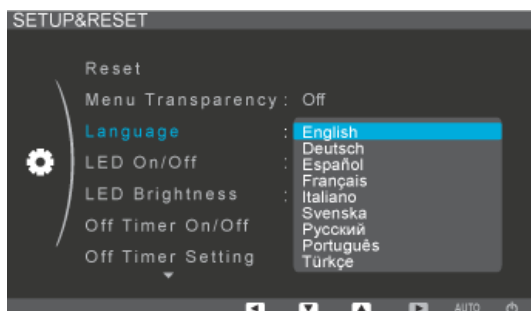 SETUP&RESET
Reset
Menu Transparency : Off
Language : English
Deutsch
LED On/Off : Español
Français
LED Brightness : Italiano
Svenska
Off Timer On/Off Русский
Português
Off Timer Setting Türkçe
AUTO